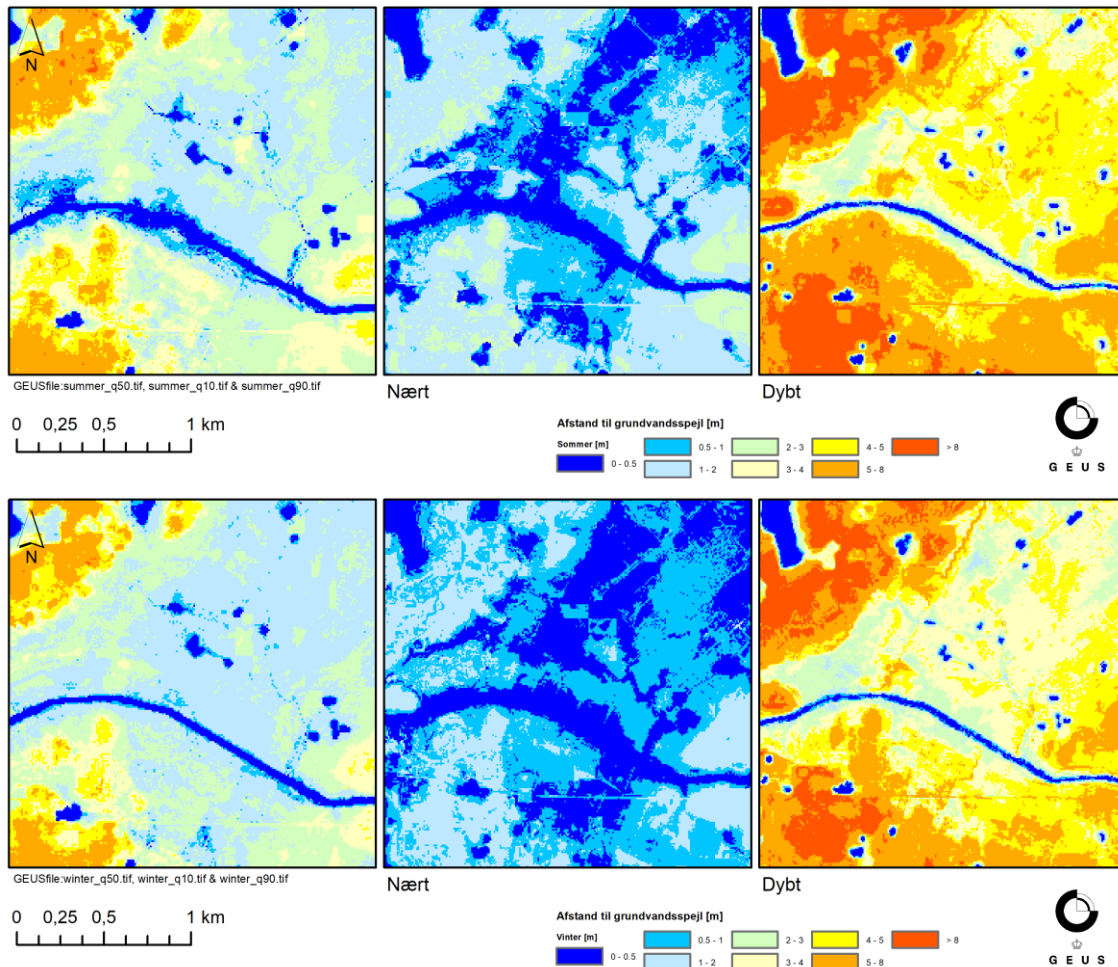 N
GEUSfile:summer_q50.tif, summer_q10.tif & summer_q90.tif
Nært
Dybt
0 0,25 0,5 1 km
Afstand til grundvandsspejl [m]
Sommer [m]
0 - 0.5
0.5 - 1
1 - 2
2 - 3
3 - 4
4 - 5
5 - 8
> 8
G E U S
N
GEUSfile:winter_q50.tif, winter_q10.tif & winter_q90.tif
Nært
Dybt
0 0,25 0,5 1 km
Afstand til grundvandsspejl [m]
Vinter [m]
0 - 0.5
0.5 - 1
1 - 2
2 - 3
3 - 4
4 - 5
5 - 8
> 8
G E U S